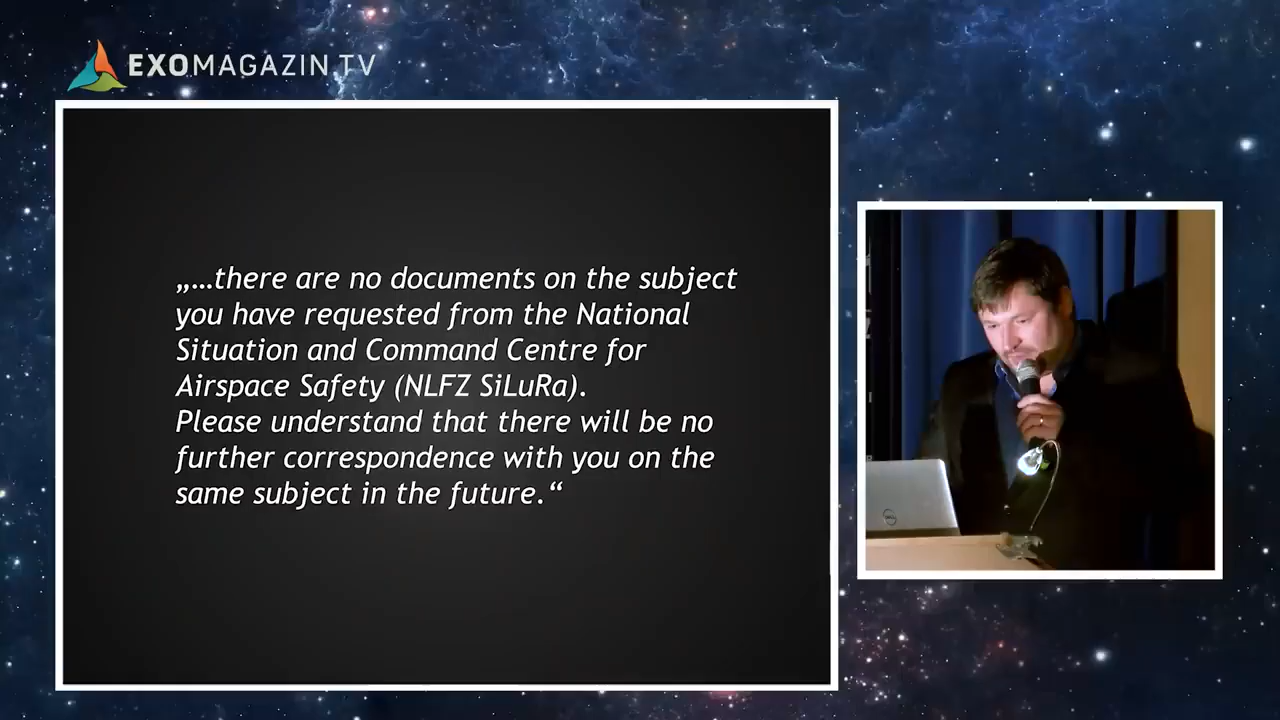 EXOMAGAZIN.TV
„…there are no documents on the subject
you have requested from the National
Situation and Command Centre for
Airspace Safety (NLFZ SiLuRa).
Please understand that there will be no
further correspondence with you on the
same subject in the future.“